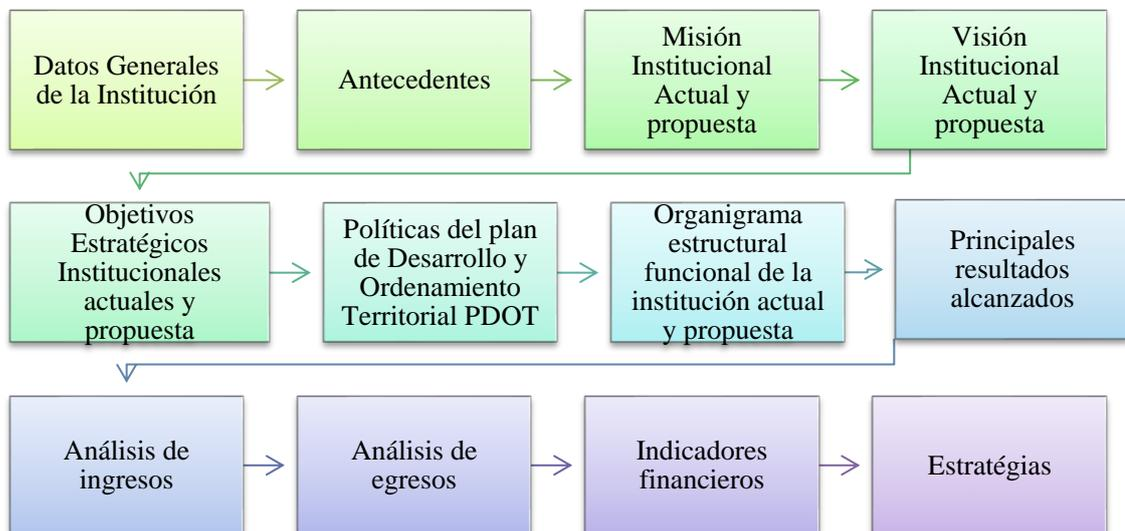 Datos Generales
de la Institución
Antecedentes
Misión
Institucional
Actual y
propuesta
Visión
Institucional
Actual y
propuesta
Objetivos
Estratégicos
Institucionales
actuales y
propuesta
Políticas del plan
de Desarrollo y
Ordenamiento
Territorial PDOT
Organigrama
estructural
funcional de la
institución actual
y propuesta
Principales
resultados
alcanzados
Análisis de
ingresos
Análisis de
egresos
Indicadores
financieros
Estratégias